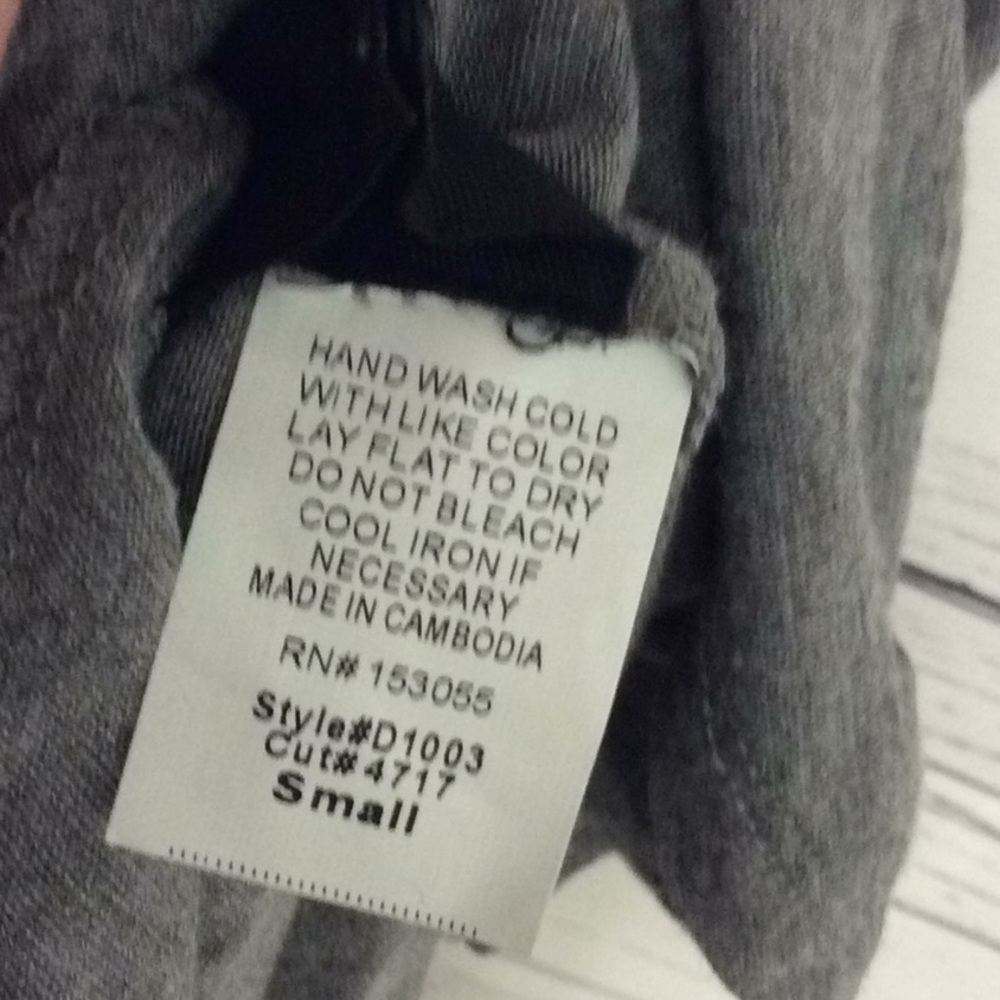 HAND WASH COLD
WITH LIKE COLOR
LAY FLAT TO DRY
DO NOT BLEACH
COOL IRON IF
NECESSARY
MADE IN CAMBODIA
RN# 153055
Style#D1003
Cut#4717
Small